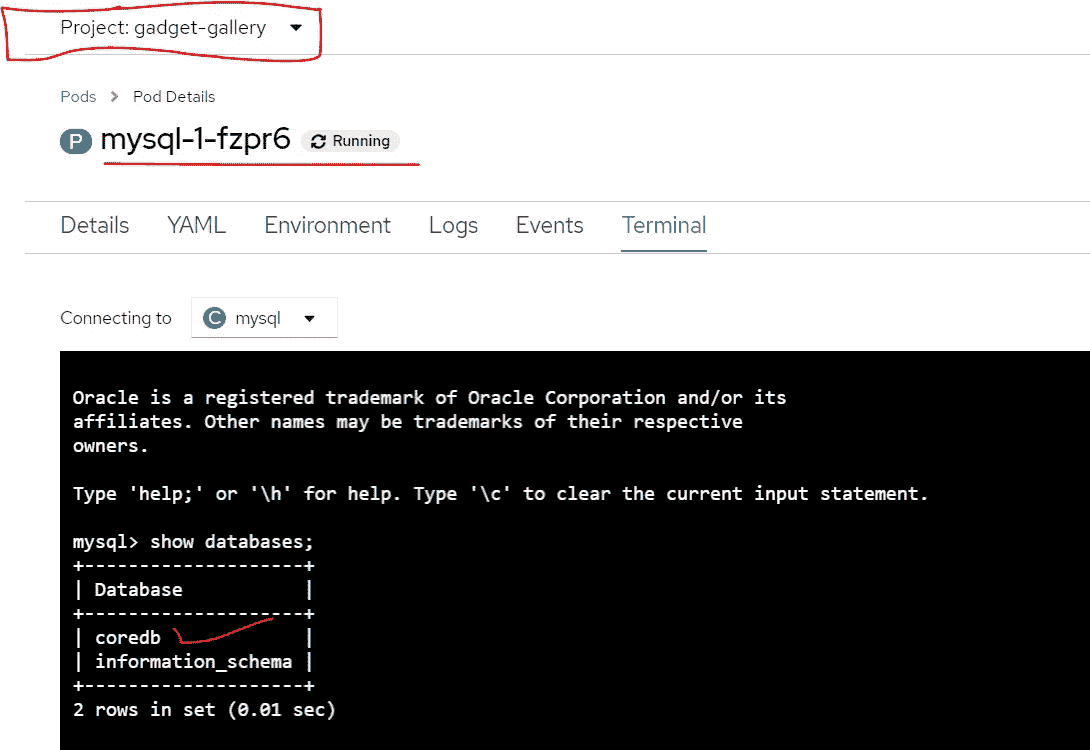 Project: gadget-gallery
Pods > Pod Details
P mysql-1-fzpr6 Running
Details YAML Environment Logs Events Terminal
Connecting to C mysql
Oracle is a registered trademark of Oracle Corporation and/or its
affiliates. Other names may be trademarks of their respective
owners.
Type 'help;' or '\h' for help. Type '\c' to clear the current input statement.
mysql> show databases;
+--------------------+
| Database           |
+--------------------+
| coredb             |
| information_schema |
+--------------------+
2 rows in set (0.01 sec)